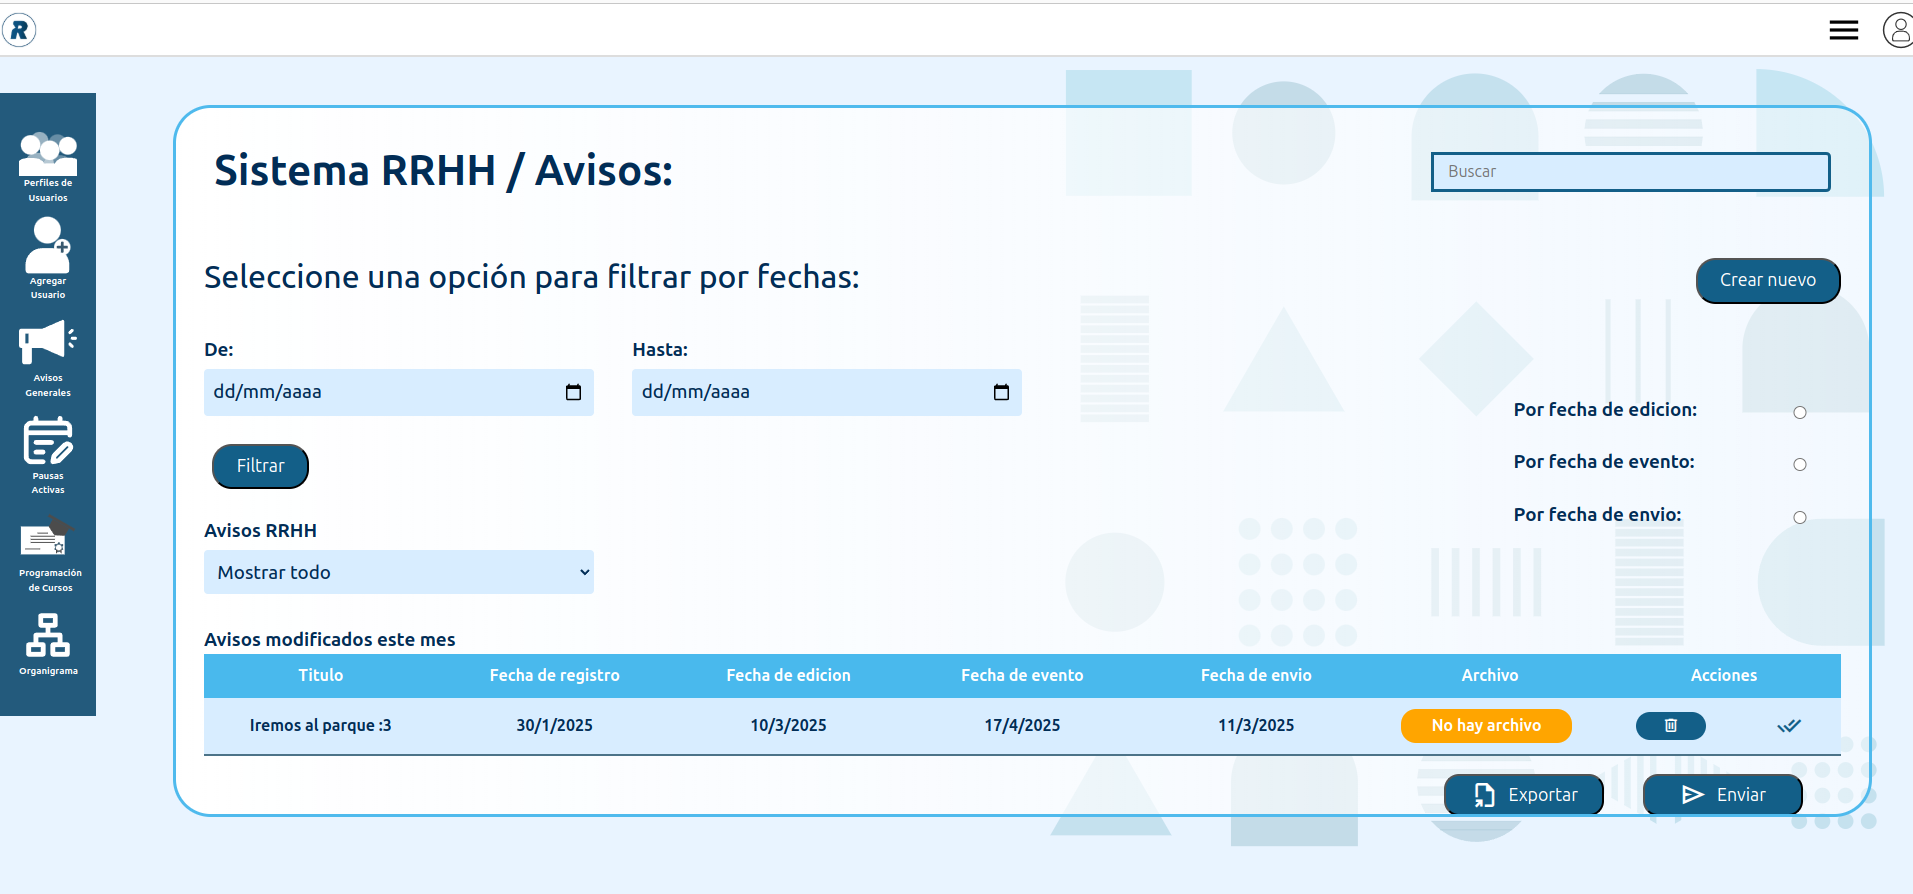 R
Perfiles de
Usuarios
Agregar
Usuario
Avisos
Generales
Pausas
Activas
Programación
de Cursos
Organigrama
Sistema RRHH / Avisos:
Buscar
Seleccione una opción para filtrar por fechas:
Crear nuevo
De:
Hasta:
dd/mm/aaaa
dd/mm/aaaa
Por fecha de edicion:
Por fecha de evento:
Por fecha de envio:
Filtrar
Avisos RRHH
Mostrar todo
Avisos modificados este mes
Titulo Fecha de registro Fecha de edicion Fecha de evento Fecha de envio Archivo Acciones
Iremos al parque :3 30/1/2025 10/3/2025 17/4/2025 11/3/2025 No hay archivo
Exportar
Enviar